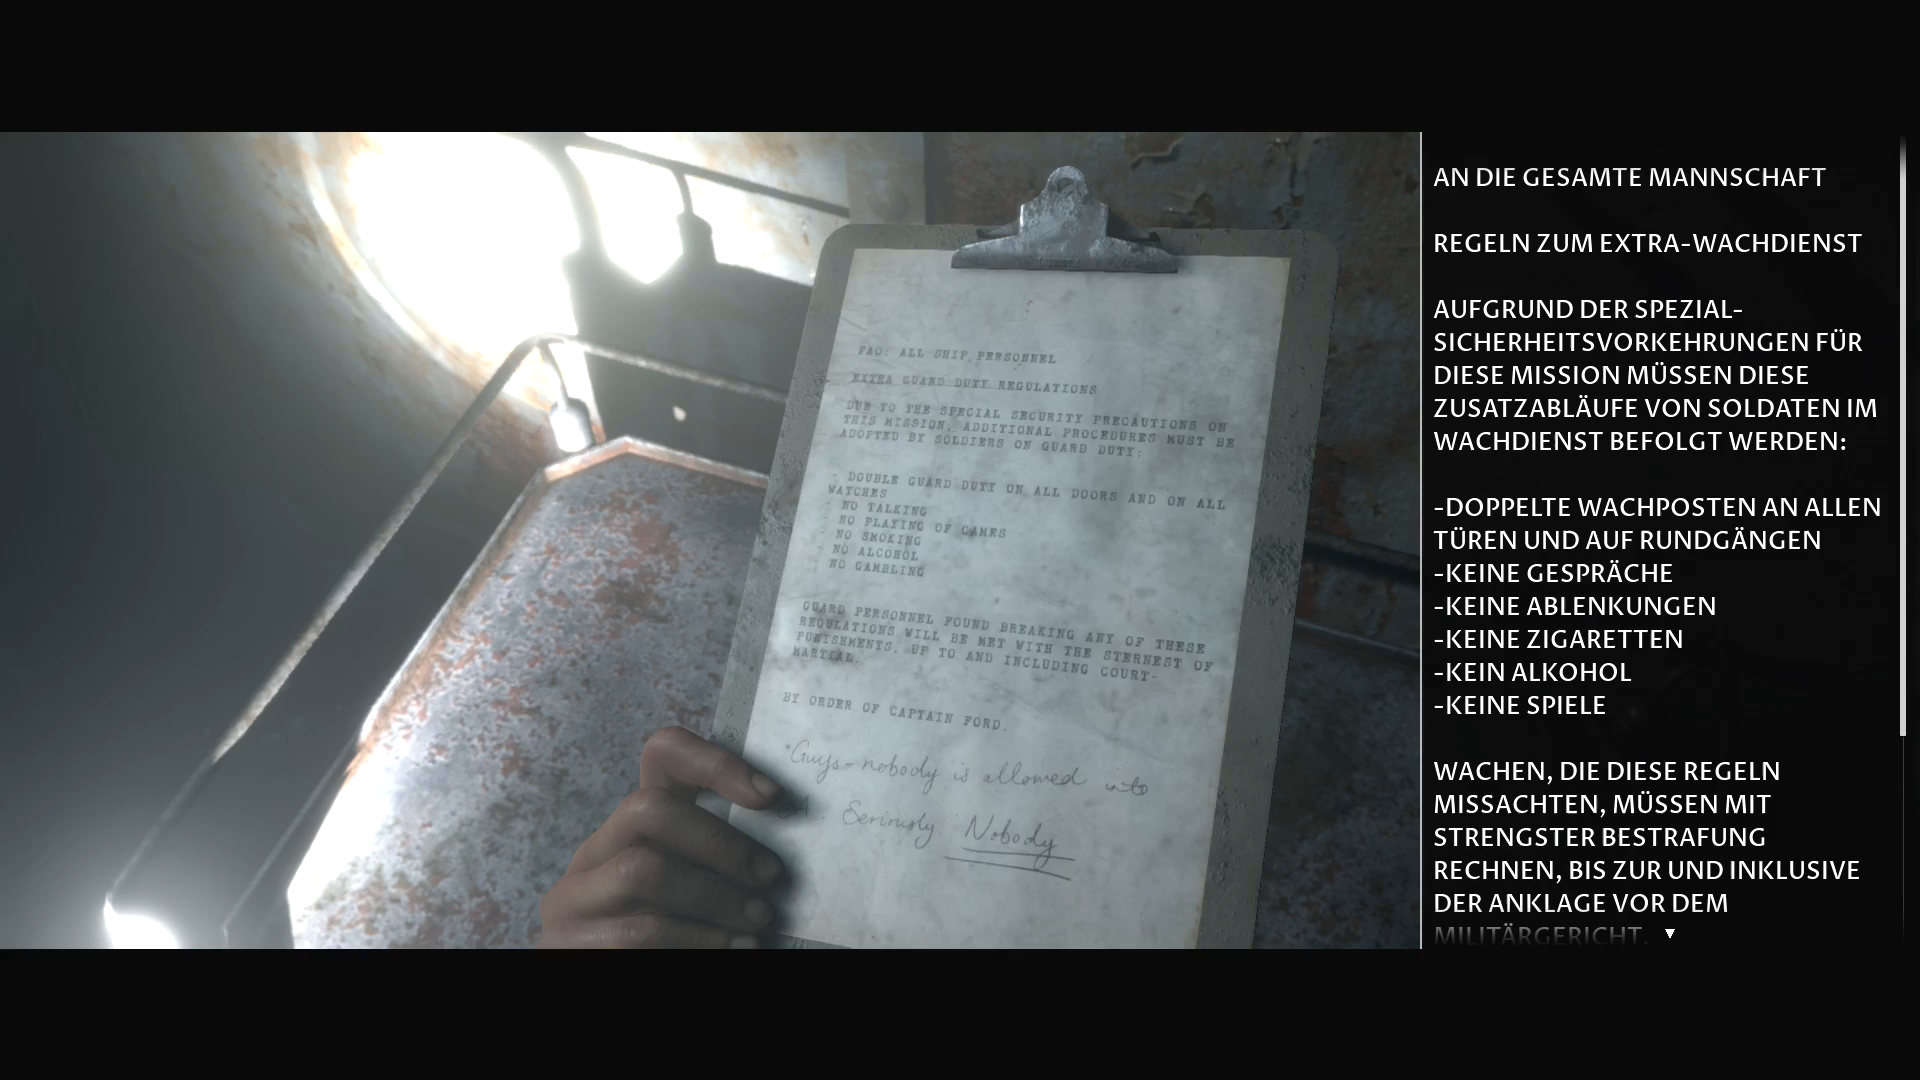 FAO: ALL SHIP PERSONNEL
EXTRA GUARD DUTY REGULATIONS
DUE TO THE SPECIAL SECURITY PRECAUTIONS ON
THIS MISSION, ADDITIONAL PROCEDURES MUST BE
ADOPTED BY SOLDIERS ON GUARD DUTY:
- DOUBLE GUARD DUTY ON ALL DOORS AND ON ALL
WATCHES
- NO TALKING
- NO PLAYING OF GAMES
- NO SMOKING
- NO ALCOHOL
- NO GAMBLING
GUARD PERSONNEL FOUND BREAKING ANY OF THESE
REGULATIONS WILL BE MET WITH THE STERNEST OF
PUNISHMENTS, UP TO AND INCLUDING COURT-
MARTIAL.
BY ORDER OF CAPTAIN FORD.
Guys - nobody is allowed into
A. Seriously. Nobody
AN DIE GESAMTE MANNSCHAFT
REGELN ZUM EXTRA-WACHDIENST
AUFGRUND DER SPEZIAL-
SICHERHEITSVORKEHRUNGEN FÜR
DIESE MISSION MÜSSEN DIESE
ZUSATZABLÄUFE VON SOLDATEN IM
WACHDIENST BEFOLGT WERDEN:
-DOPPELTE WACHPOSTEN AN ALLEN
TÜREN UND AUF RUNDGÄNGEN
-KEINE GESPRÄCHE
-KEINE ABLENKUNGEN
-KEINE ZIGARETTEN
-KEIN ALKOHOL
-KEINE SPIELE
WACHEN, DIE DIESE REGELN
MISSACHTEN, MÜSSEN MIT
STRENGSTER BESTRAFUNG
RECHNEN, BIS ZUR UND INKLUSIVE
DER ANKLAGE VOR DEM
MILITÄRGERICHT.